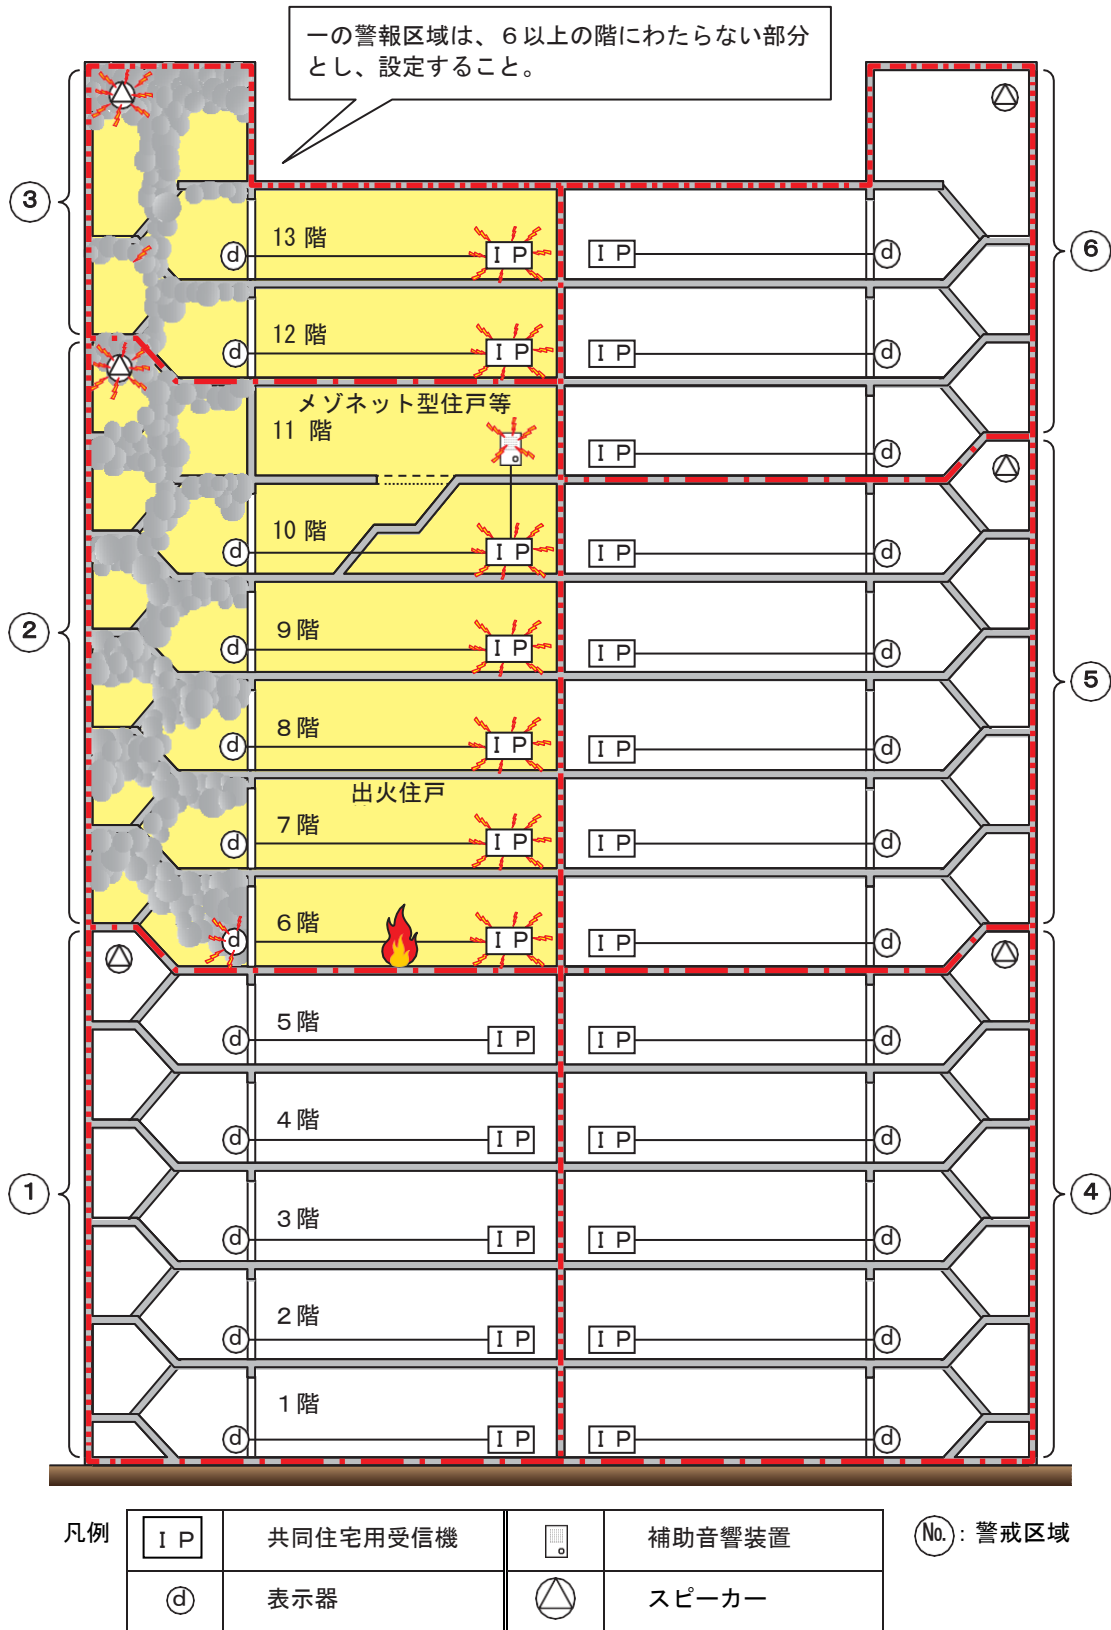 一の警報区域は、6以上の階にわたらない部分
とし、設定すること。
③
⑥
13 階
I P
I P
d
d
12 階
I P
I P
d
d
メゾネット型住戸等
11 階
I P
d
10 階
I P
I P
d
d
②
⑤
9 階
I P
I P
d
d
8 階
I P
I P
d
d
出火住戸
7 階
I P
I P
d
d
6 階
I P
I P
d
d
①
④
5 階
I P
I P
d
d
4 階
I P
I P
d
d
3 階
I P
I P
d
d
2 階
I P
I P
d
d
1 階
I P
I P
d
d
凡例
I P 共同住宅用受信機 補助音響装置
No. : 警戒区域
d 表示器 スピーカー